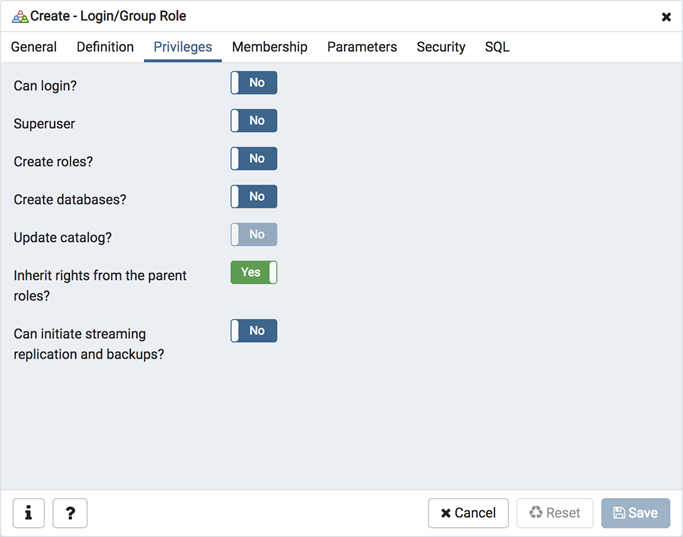 Create - Login/Group Role
General Definition Privileges Membership Parameters Security SQL
Can login? No
Superuser No
Create roles? No
Create databases? No
Update catalog? No
Inherit rights from the parent Yes
roles?
Can initiate streaming No
replication and backups?
i ? Cancel Reset Save